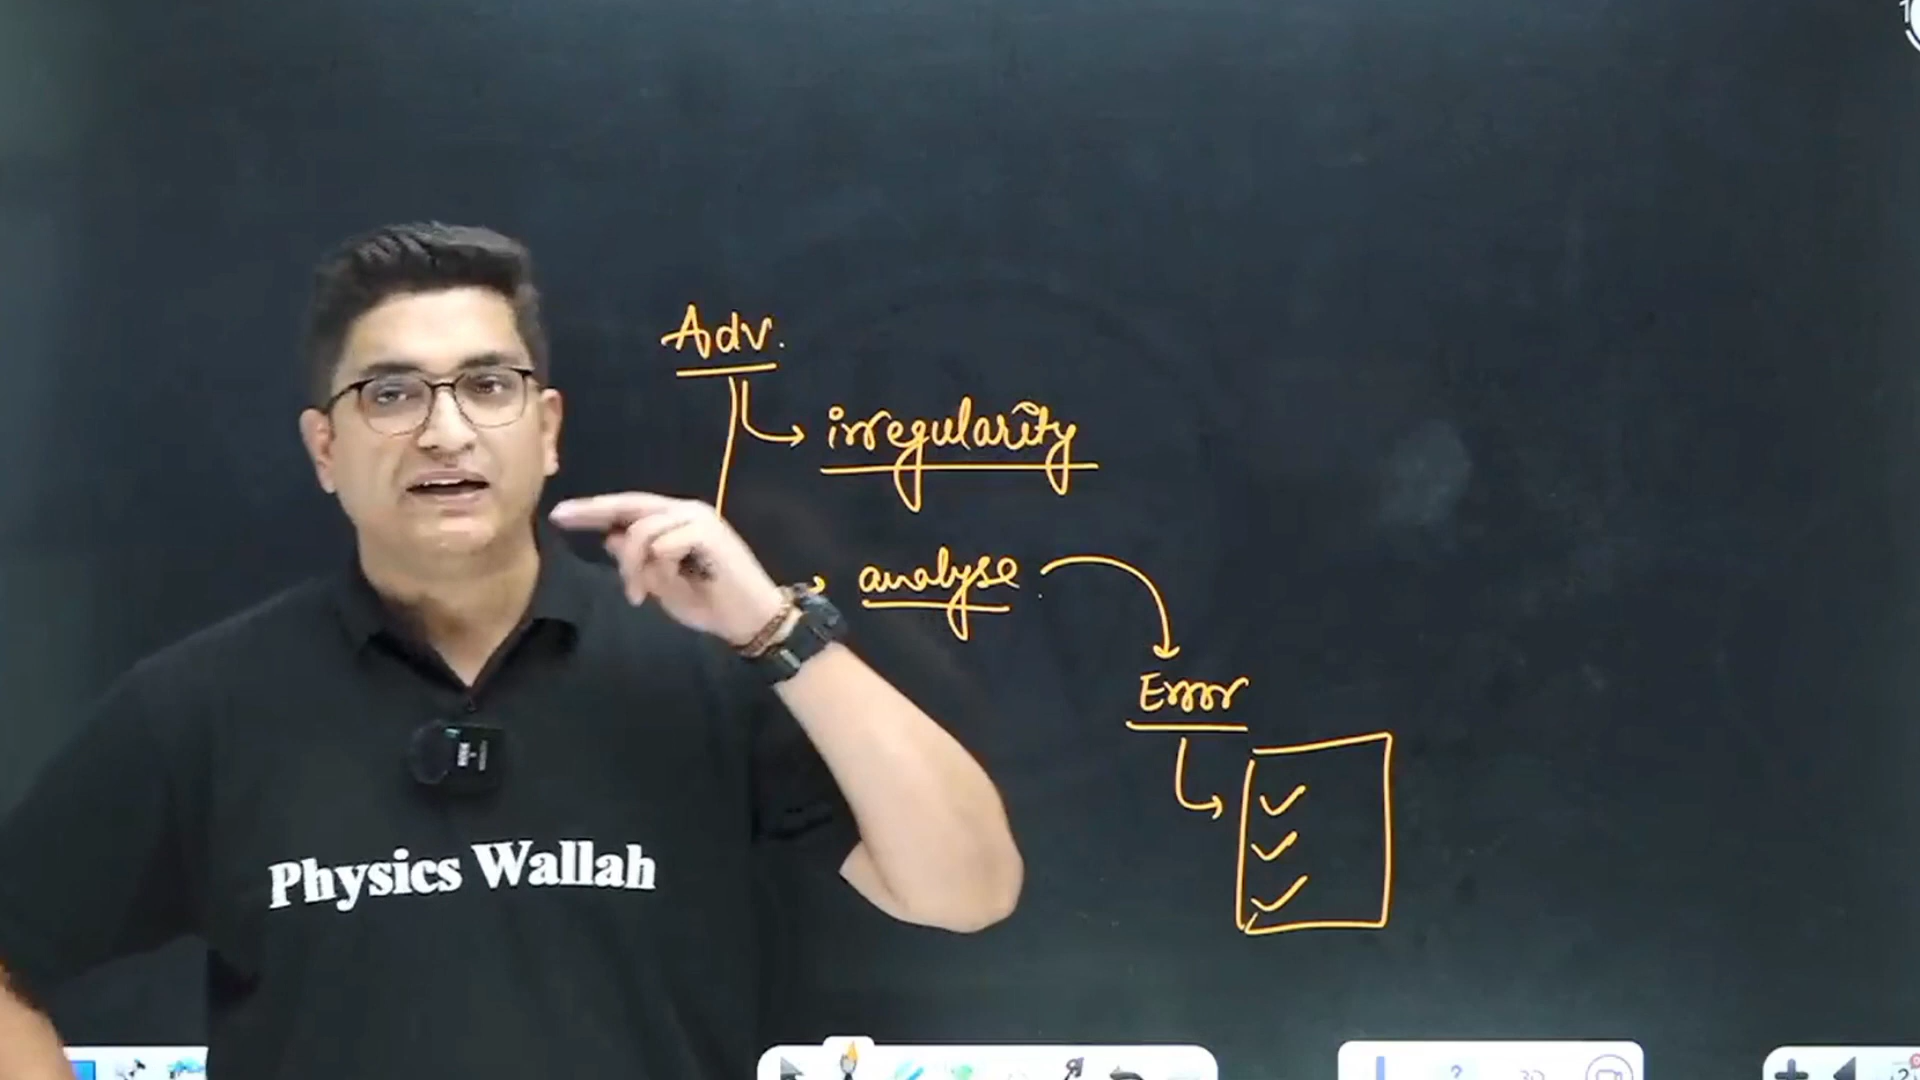 Adv.
irregularity
analyse
Error
Physics Wallah